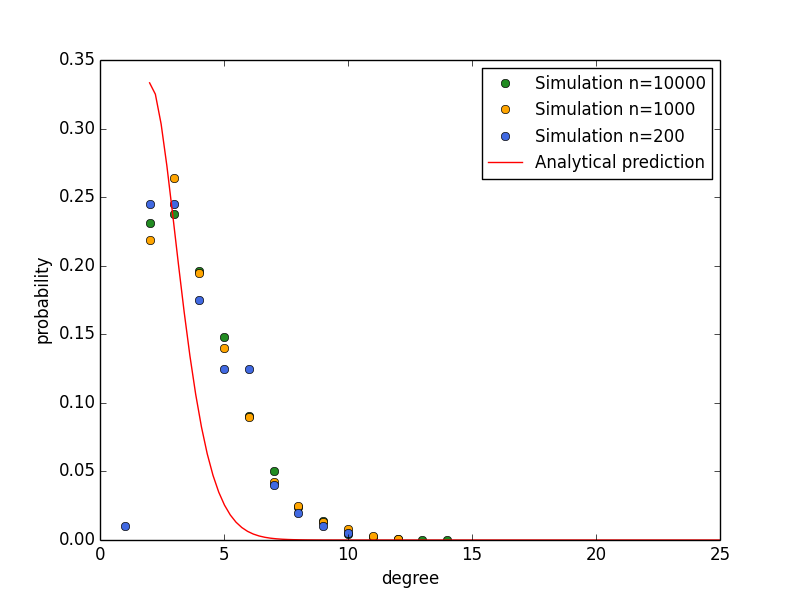 0.35
0.30
0.25
0.20
0.15
0.10
0.05
0.00
probability
Simulation n=10000
Simulation n=1000
Simulation n=200
Analytical prediction
0 5 10 15 20 25
degree